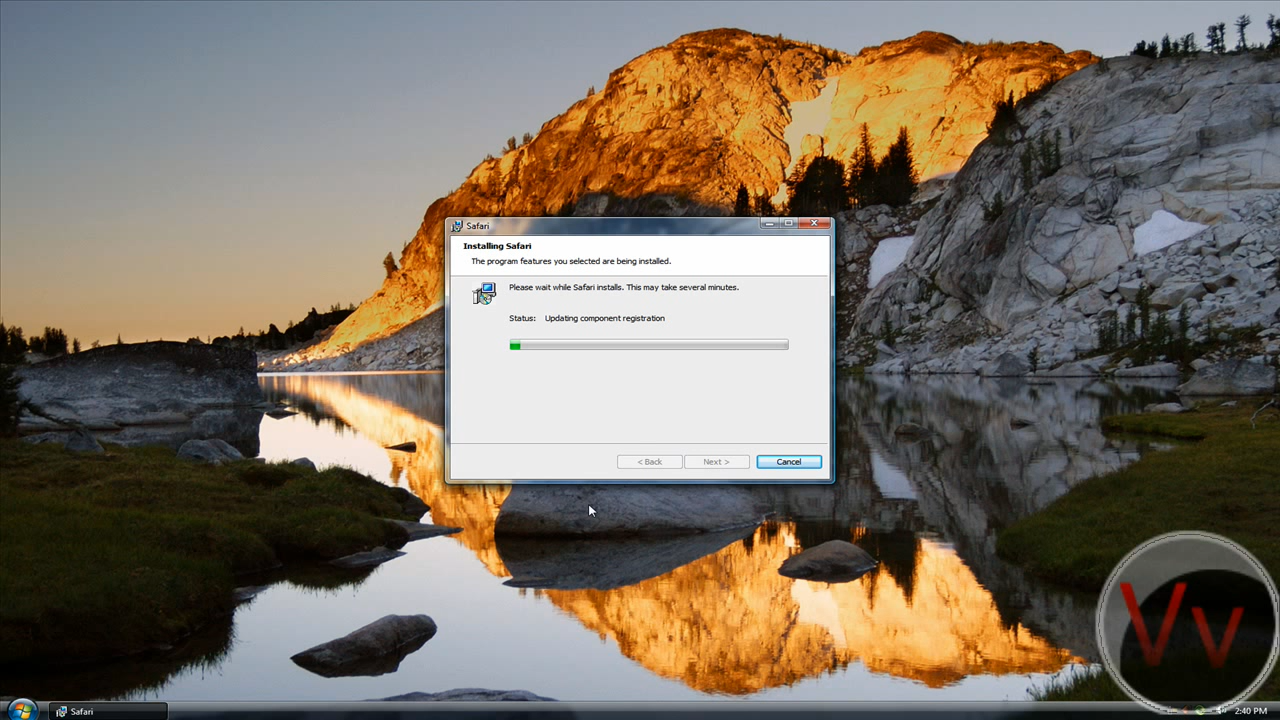 Safari
Installing Safari
The program features you selected are being installed.
Please wait while Safari installs. This may take several minutes.
Status: Updating component registration
< Back Next > Cancel
Vv
Safari
2:40 PM